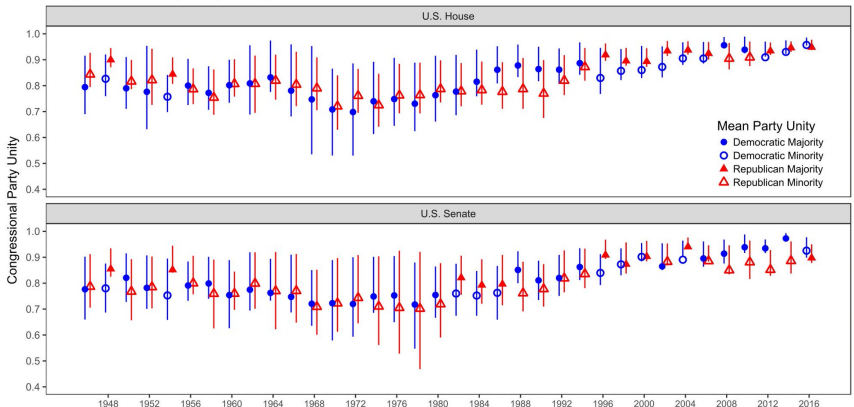 U.S. House
1.0
0.9
0.8
0.7
0.6
0.5
0.4
Mean Party Unity
Democratic Majority
Democratic Minority
Republican Majority
Republican Minority
Congressional Party Unity
U.S. Senate
1.0
0.9
0.8
0.7
0.6
0.5
0.4
1948 1952 1956 1960 1964 1968 1972 1976 1980 1984 1988 1992 1996 2000 2004 2008 2012 2016